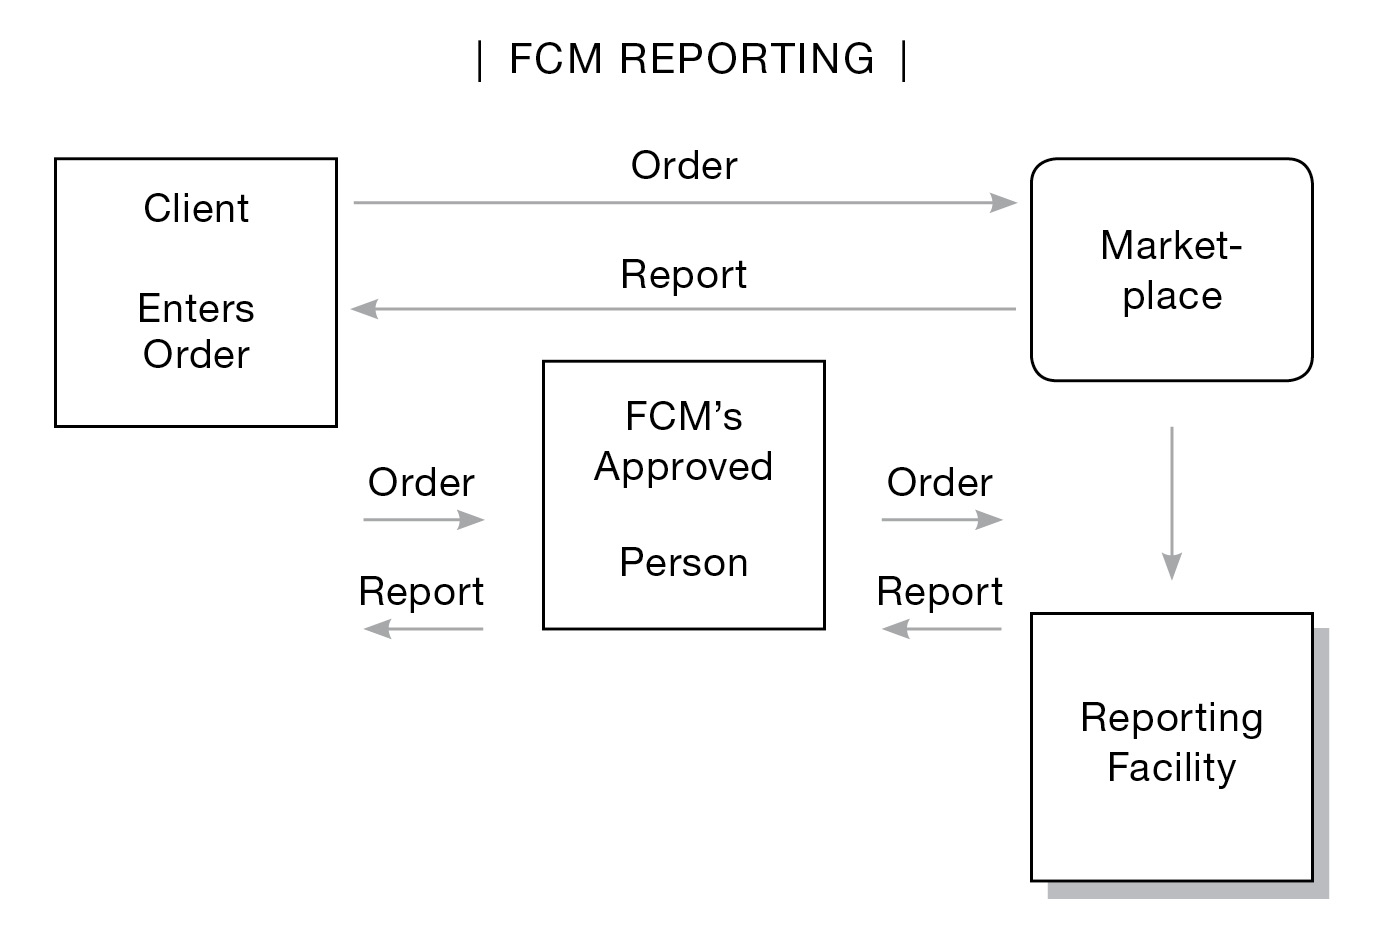 | FCM REPORTING |
Client
Enters
Order
Order
Report
Market-
place
FCM’s
Approved
Person
Order
Report
Order
Report
Reporting
Facility